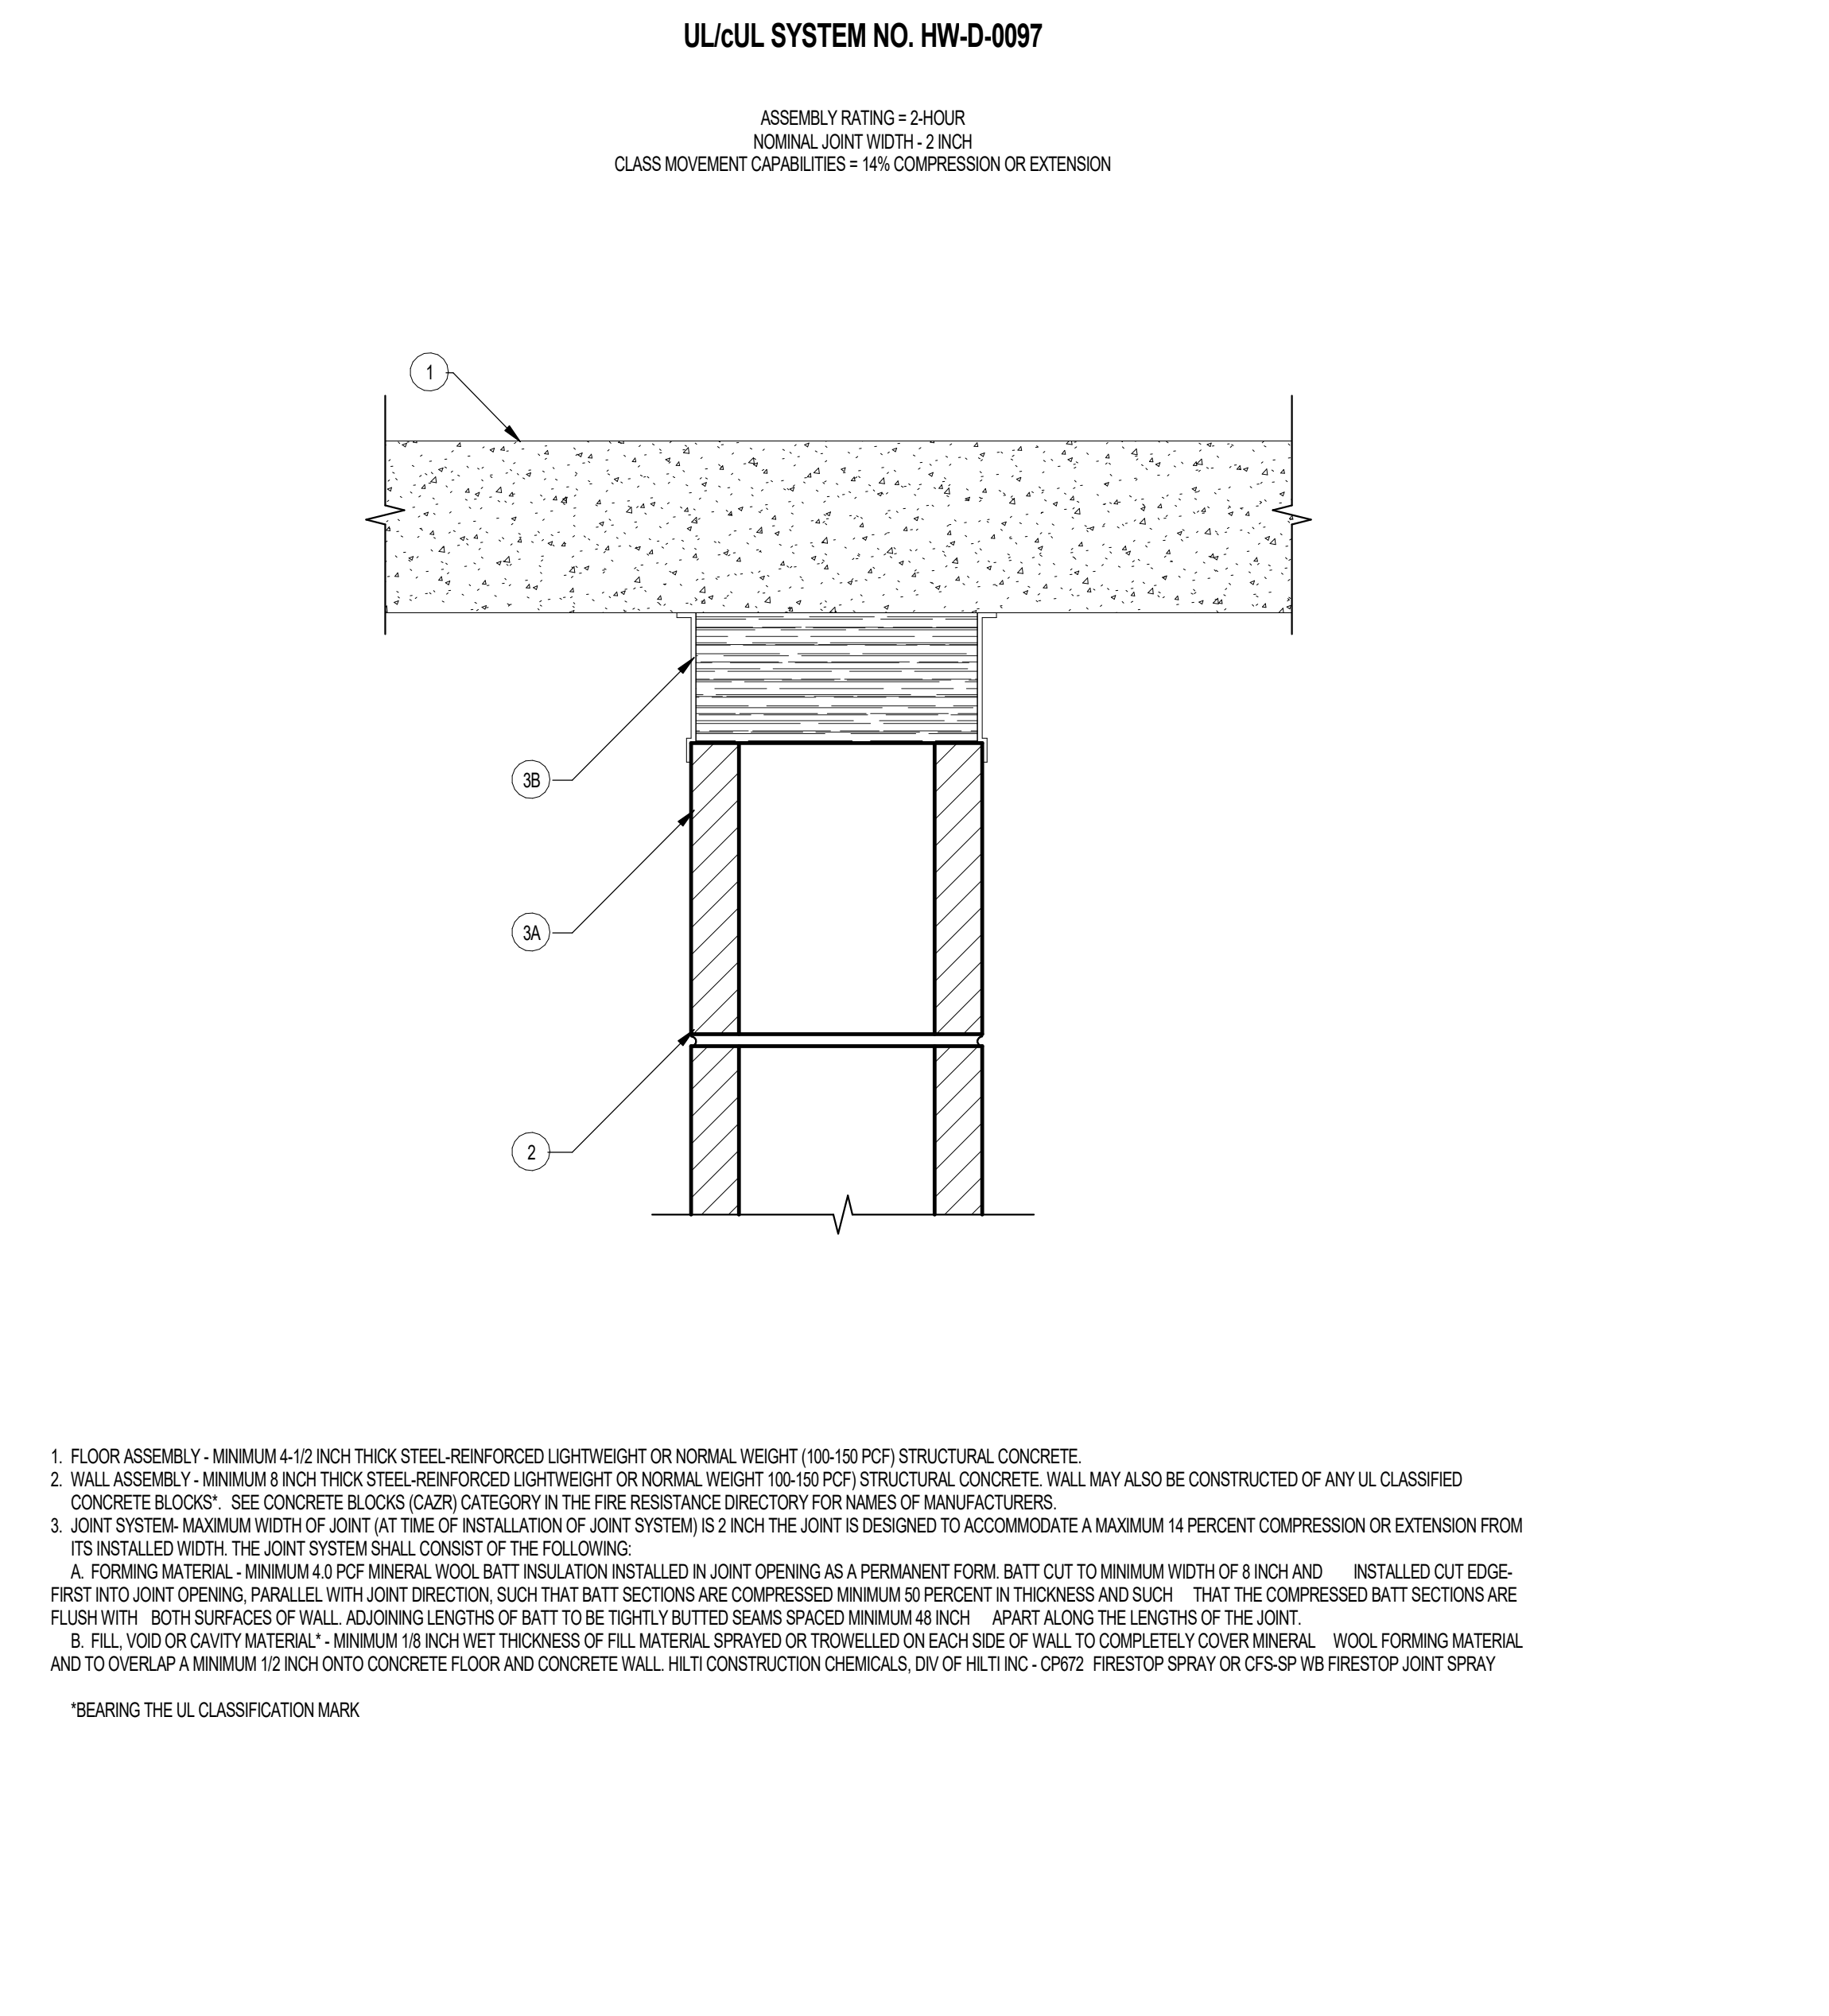 UL/cUL SYSTEM NO. HW-D-0097
ASSEMBLY RATING = 2-HOUR
NOMINAL JOINT WIDTH - 2 INCH
CLASS MOVEMENT CAPABILITIES = 14% COMPRESSION OR EXTENSION
1
3B
3A
2
1. FLOOR ASSEMBLY - MINIMUM 4-1/2 INCH THICK STEEL-REINFORCED LIGHTWEIGHT OR NORMAL WEIGHT (100-150 PCF) STRUCTURAL CONCRETE.
2. WALL ASSEMBLY - MINIMUM 8 INCH THICK STEEL-REINFORCED LIGHTWEIGHT OR NORMAL WEIGHT 100-150 PCF) STRUCTURAL CONCRETE. WALL MAY ALSO BE CONSTRUCTED OF ANY UL CLASSIFIED
CONCRETE BLOCKS*. SEE CONCRETE BLOCKS (CAZR) CATEGORY IN THE FIRE RESISTANCE DIRECTORY FOR NAMES OF MANUFACTURERS.
3. JOINT SYSTEM- MAXIMUM WIDTH OF JOINT (AT TIME OF INSTALLATION OF JOINT SYSTEM) IS 2 INCH THE JOINT IS DESIGNED TO ACCOMMODATE A MAXIMUM 14 PERCENT COMPRESSION OR EXTENSION FROM
ITS INSTALLED WIDTH. THE JOINT SYSTEM SHALL CONSIST OF THE FOLLOWING:
A. FORMING MATERIAL - MINIMUM 4.0 PCF MINERAL WOOL BATT INSULATION INSTALLED IN JOINT OPENING AS A PERMANENT FORM. BATT CUT TO MINIMUM WIDTH OF 8 INCH AND INSTALLED CUT EDGE-
FIRST INTO JOINT OPENING, PARALLEL WITH JOINT DIRECTION, SUCH THAT BATT SECTIONS ARE COMPRESSED MINIMUM 50 PERCENT IN THICKNESS AND SUCH THAT THE COMPRESSED BATT SECTIONS ARE
FLUSH WITH BOTH SURFACES OF WALL. ADJOINING LENGTHS OF BATT TO BE TIGHTLY BUTTED SEAMS SPACED MINIMUM 48 INCH APART ALONG THE LENGTHS OF THE JOINT.
B. FILL, VOID OR CAVITY MATERIAL* - MINIMUM 1/8 INCH WET THICKNESS OF FILL MATERIAL SPRAYED OR TROWELLED ON EACH SIDE OF WALL TO COMPLETELY COVER MINERAL WOOL FORMING MATERIAL
AND TO OVERLAP A MINIMUM 1/2 INCH ONTO CONCRETE FLOOR AND CONCRETE WALL. HILTI CONSTRUCTION CHEMICALS, DIV OF HILTI INC - CP672 FIRESTOP SPRAY OR CFS-SP WB FIRESTOP JOINT SPRAY
*BEARING THE UL CLASSIFICATION MARK